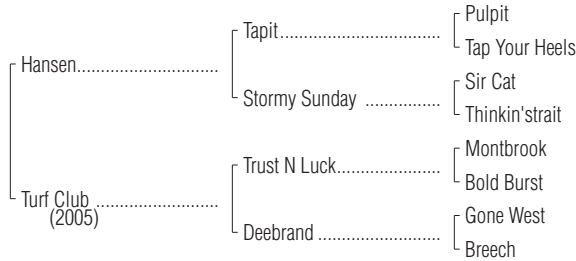 Pulpit
Tapit
Tap Your Heels
Hansen
Sir Cat
Stormy Sunday
Thinkin'strait
Montbrook
Trust N Luck
Bold Burst
Turf Club
(2005)
Gone West
Deebrand
Breech